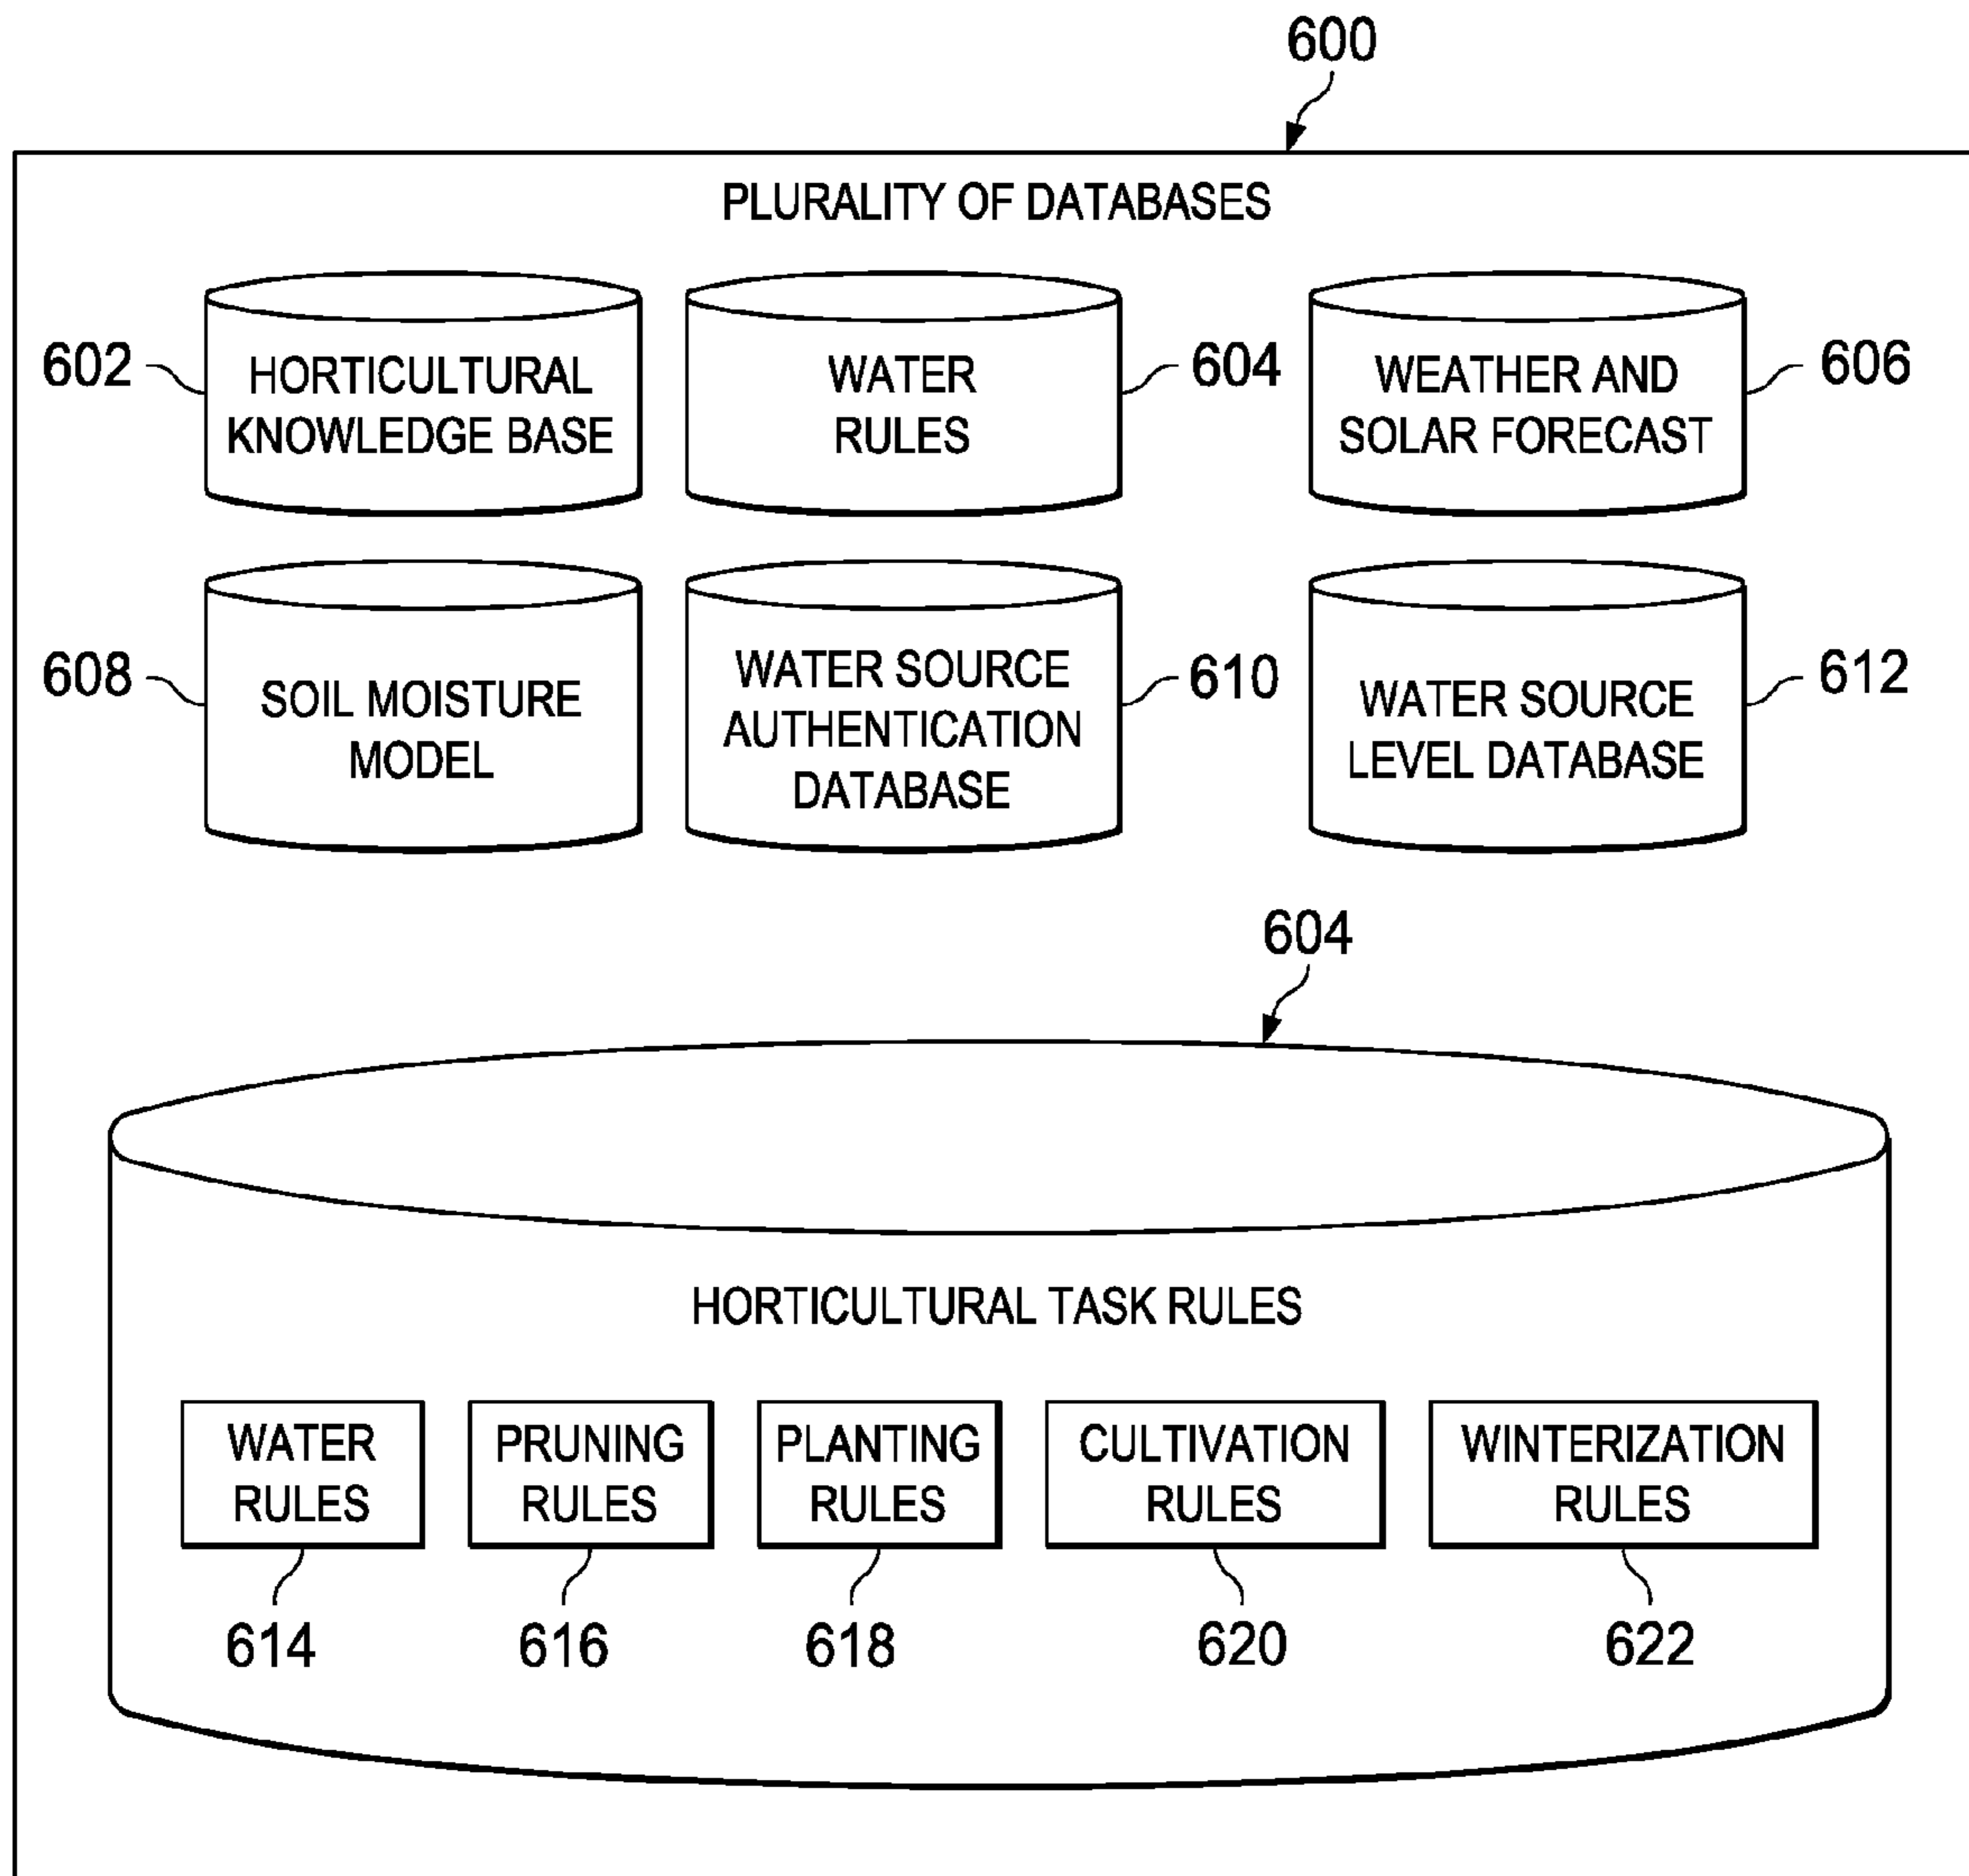 600
PLURALITY OF DATABASES
602
HORTICULTURAL
KNOWLEDGE BASE
WATER
RULES
604
WEATHER AND
SOLAR FORECAST
606
608
SOIL MOISTURE
MODEL
WATER SOURCE
AUTHENTICATION
DATABASE
610
WATER SOURCE
LEVEL DATABASE
612
604
HORTICULTURAL TASK RULES
WATER
RULES
PRUNING
RULES
PLANTING
RULES
CULTIVATION
RULES
WINTERIZATION
RULES
614
616
618
620
622